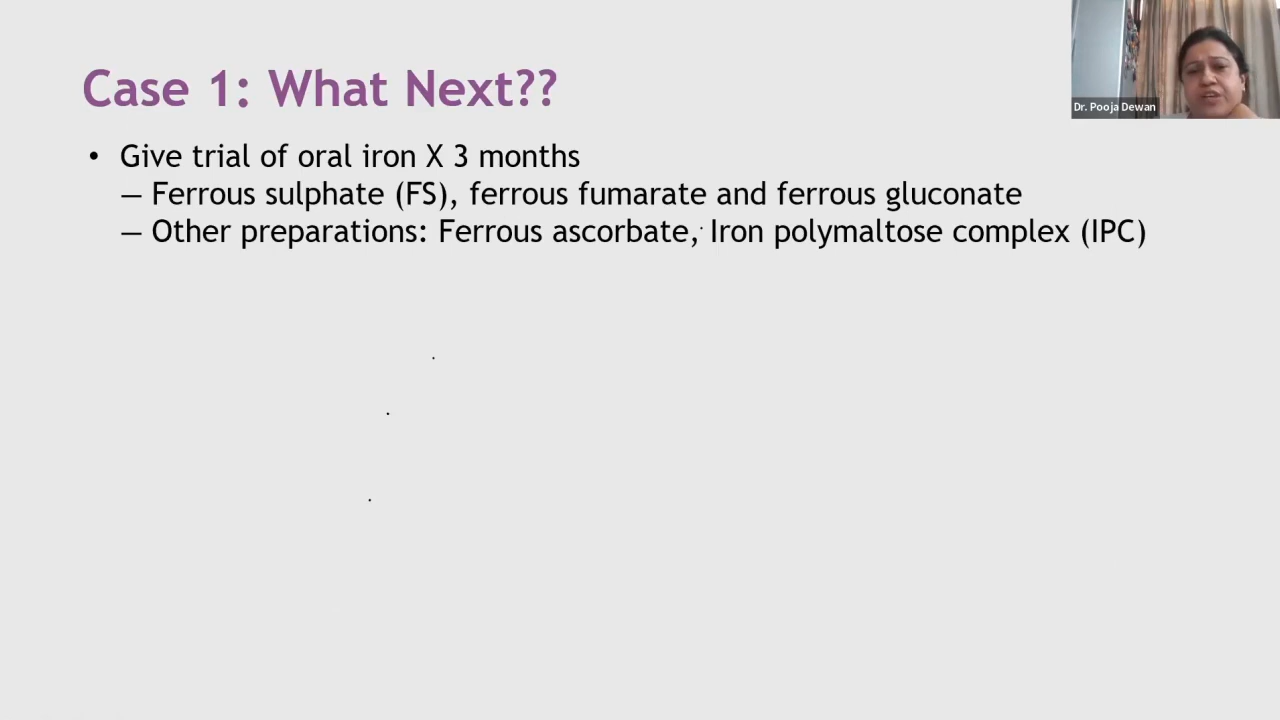 Case 1: What Next??
Dr. Pooja Dewan
• Give trial of oral iron X 3 months
— Ferrous sulphate (FS), ferrous fumarate and ferrous gluconate
— Other preparations: Ferrous ascorbate, Iron polymaltose complex (IPC)